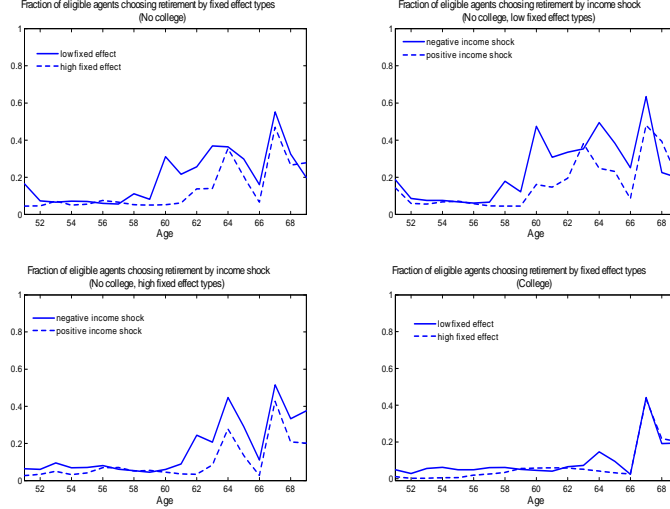 Fraction of eligible agents choosing retirement by fixed effect types
(No college)
1
0.8
0.6
0.4
0.2
0
low fixed effect
high fixed effect
52 54 56 58 60 62 64 66 68
Age
Fraction of eligible agents choosing retirement by income shock
(No college, low fixed effect types)
1
0.8
0.6
0.4
0.2
0
negative income shock
positive income shock
52 54 56 58 60 62 64 66 68
Age
Fraction of eligible agents choosing retirement by income shock
(No college, high fixed effect types)
1
0.8
0.6
0.4
0.2
0
negative income shock
positive income shock
52 54 56 58 60 62 64 66 68
Age
Fraction of eligible agents choosing retirement by fixed effect types
(College)
1
0.8
0.6
0.4
0.2
0
low fixed effect
high fixed effect
52 54 56 58 60 62 64 66 68
Age